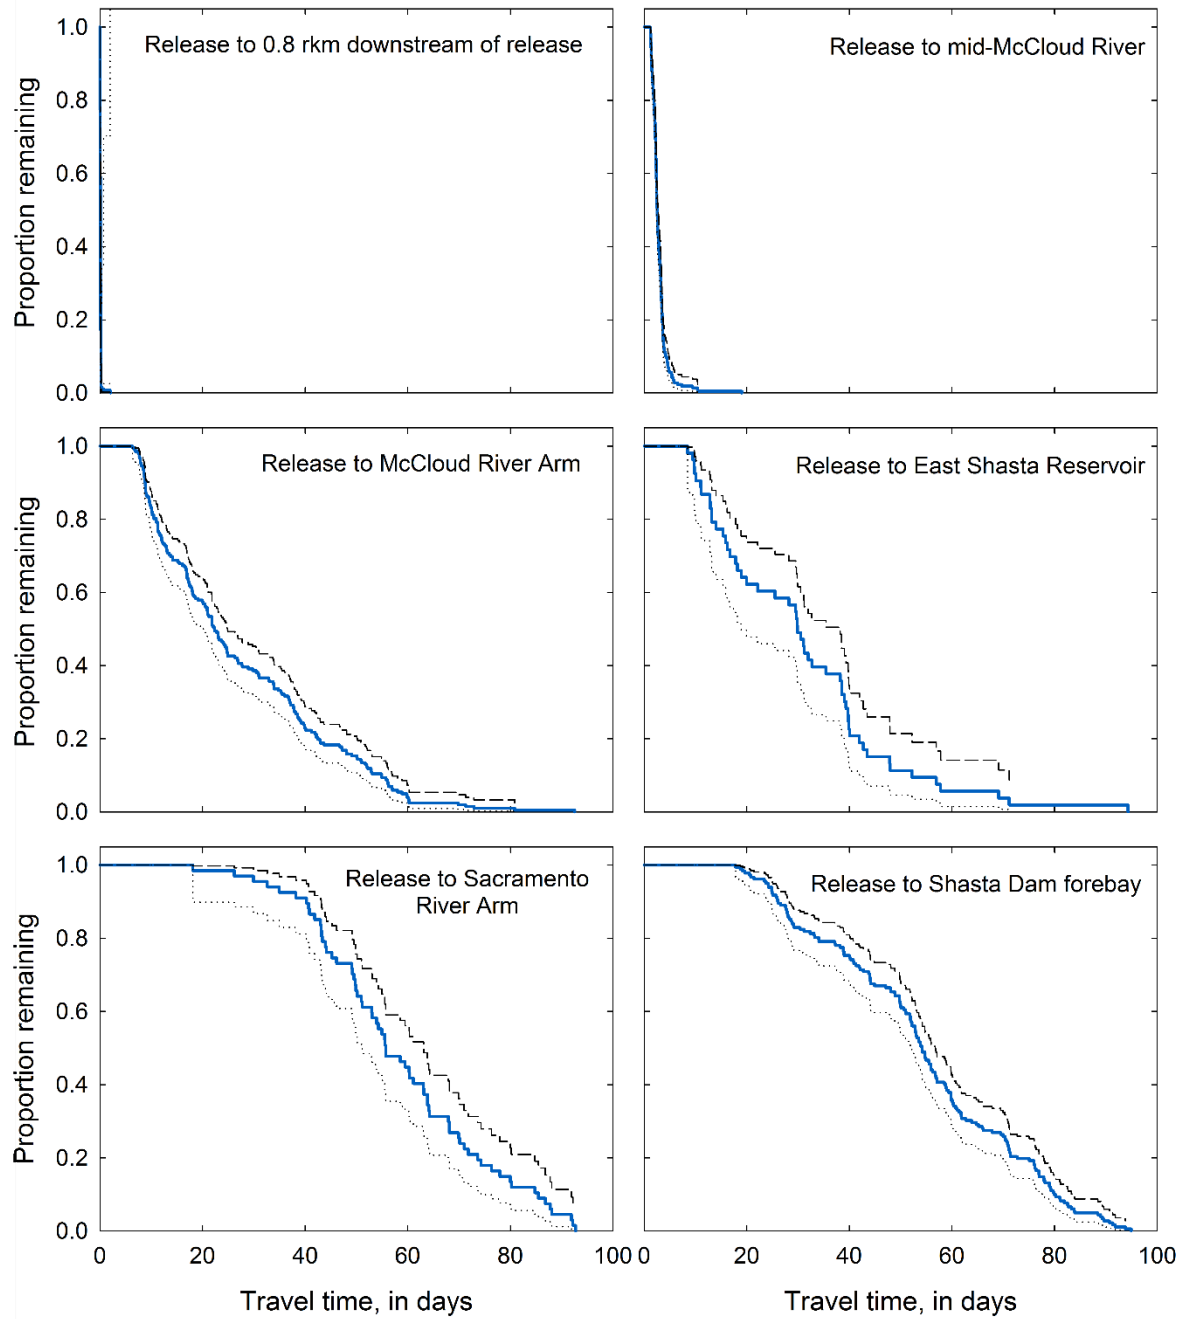 Release to 0.8 rkm downstream of release
Release to mid-McCloud River
1.0
0.8
0.6
0.4
0.2
0.0
Proportion remaining
Release to McCloud River Arm
Release to East Shasta Reservoir
1.0
0.8
0.6
0.4
0.2
0.0
Proportion remaining
Release to Sacramento
River Arm
Release to Shasta Dam forebay
1.0
0.8
0.6
0.4
0.2
0.0
Proportion remaining
0 20 40 60 80 100 0 20 40 60 80 100
Travel time, in days
Travel time, in days